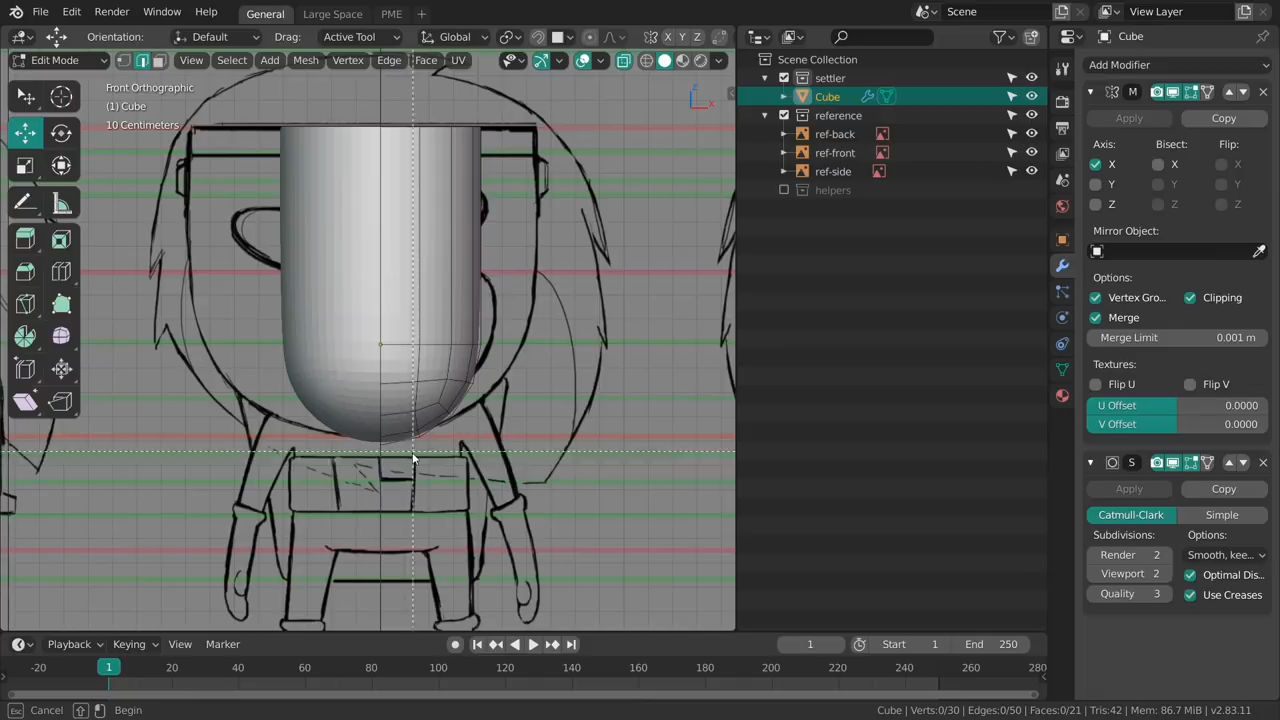 File Edit Render Window Help General Large Space PME + Scene View Layer
Orientation: Default Drag: Active Tool Global X Y Z
Edit Mode View Select Add Mesh Vertex Edge Face UV
Front Orthographic
(1) Cube
10 Centimeters
Z
X
Scene Collection
settler
Cube
reference
ref-back
ref-front
ref-side
helpers
Cube
Add Modifier
M
Apply Copy
Axis: Bisect: Flip:
X X X
Y Y Y
Z Z Z
Mirror Object:
Options:
Vertex Gro... Clipping
Merge
Merge Limit 0.001 m
Textures:
Flip U Flip V
U Offset 0.0000
V Offset 0.0000
S
Apply Copy
Catmull-Clark Simple
Subdivisions: Options:
Render 2 Smooth, kee...
Viewport 2 Optimal Dis...
Quality 3 Use Creases
Playback Keying View Marker 1 Start 1 End 250
-20 1 20 40 60 80 100 120 140 160 180 200 220 240 260 280
Cancel Begin Cube | Verts:0/30 | Edges:0/50 | Faces:0/21 | Tris:42 | Mem: 86.7 MiB | v2.83.11